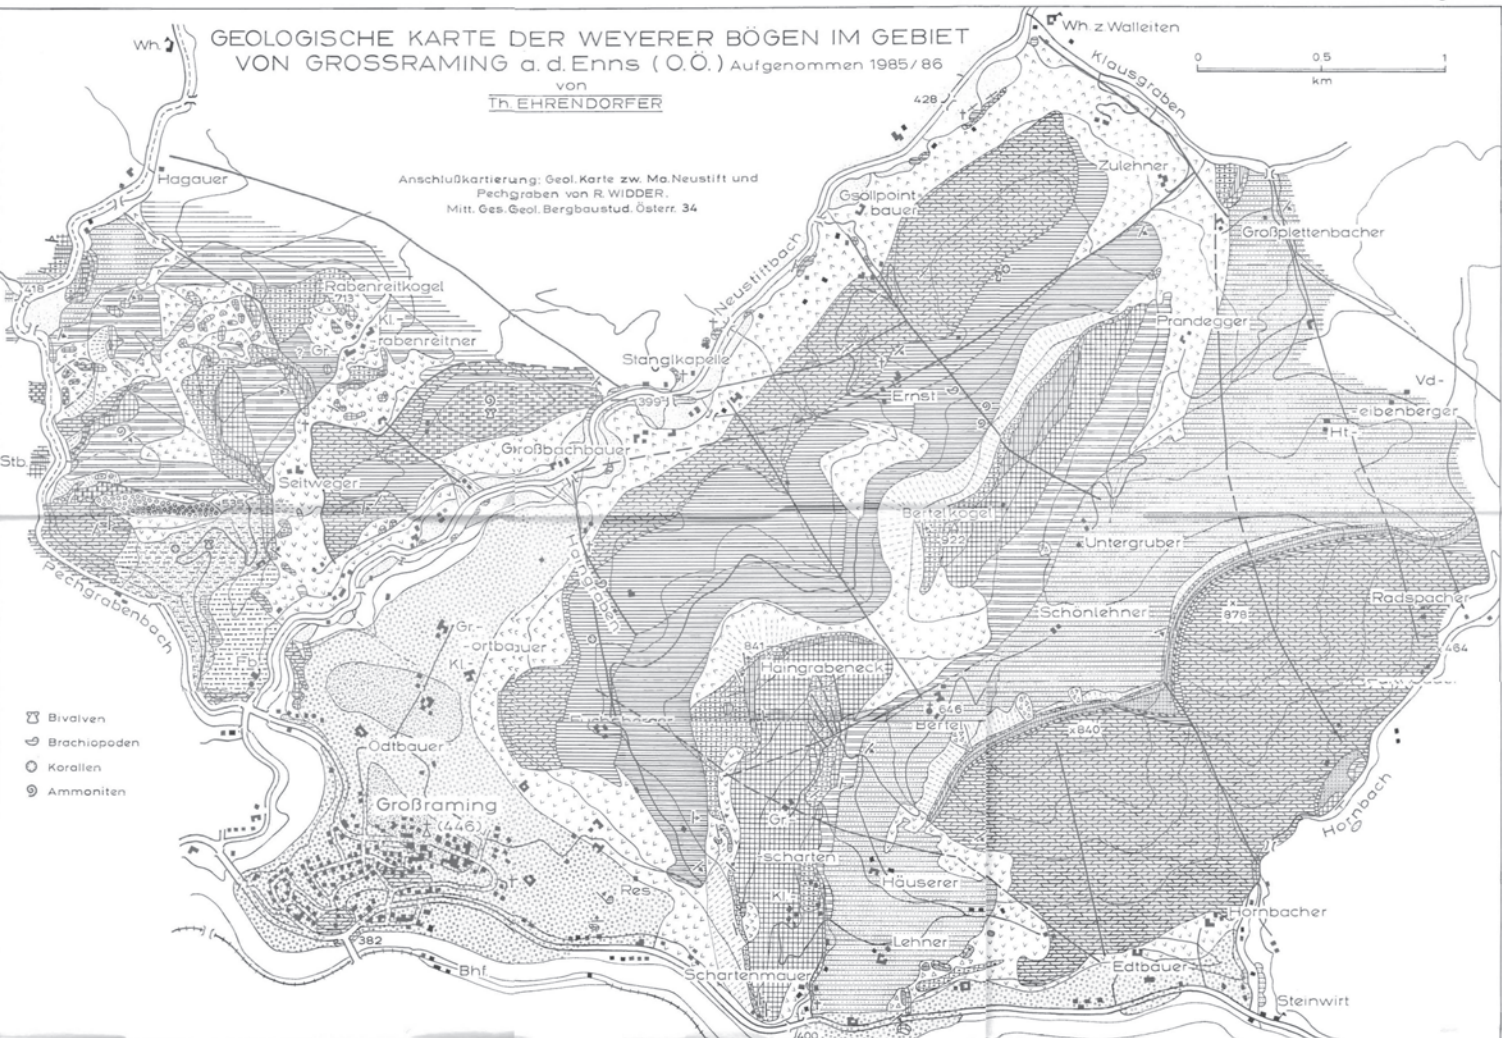 GEOLOGISCHE KARTE DER WEYERER BÖGEN IM GEBIET
VON GROSSRAMING a.d.Enns (O.Ö.) Aufgenommen 1985/86
von
Th. EHRENDORFER
Anschlußkartierung: Geol. Karte zw. Ma. Neustift und
Pechgraben von R. WIDDER.
Mitt. Ges. Geol. Bergbaustud. Österr. 34
0 0.5 1
km
Wh.
Wh. z Walleiten
Klausgraben
428
Hagauer
Zulehner
Gsöllpoint-
bauer
Großplettenbacher
Neustiftbach
418
Rabenreitkogel
713
Kl.-
rabenreitner
? Gr.
Prandegger
Stanglkapelle
399
Ernst
Vd-
-eibenberger
Ht-
Großbachbauer
Stb.
Seitweger
Bertelkogel
922
Untergruber
Haingraben
Pechgrabenbach
Radspacher
878
Schönlehner
464
Gr.-
-ortbauer
Kl.
Fb.
841
Haingrabeneck
646
Bertel
x840
Bivalven
Brachiopoden
Korallen
Ammoniten
Ödtbauer
Großraming
(446)
Hornbach
Gr.
-scharten
Kl.
Res.
Häuserer
Hornbacher
382
Lehner
Bhf.
Schartenmauer
Edtbauer
Steinwirt
400